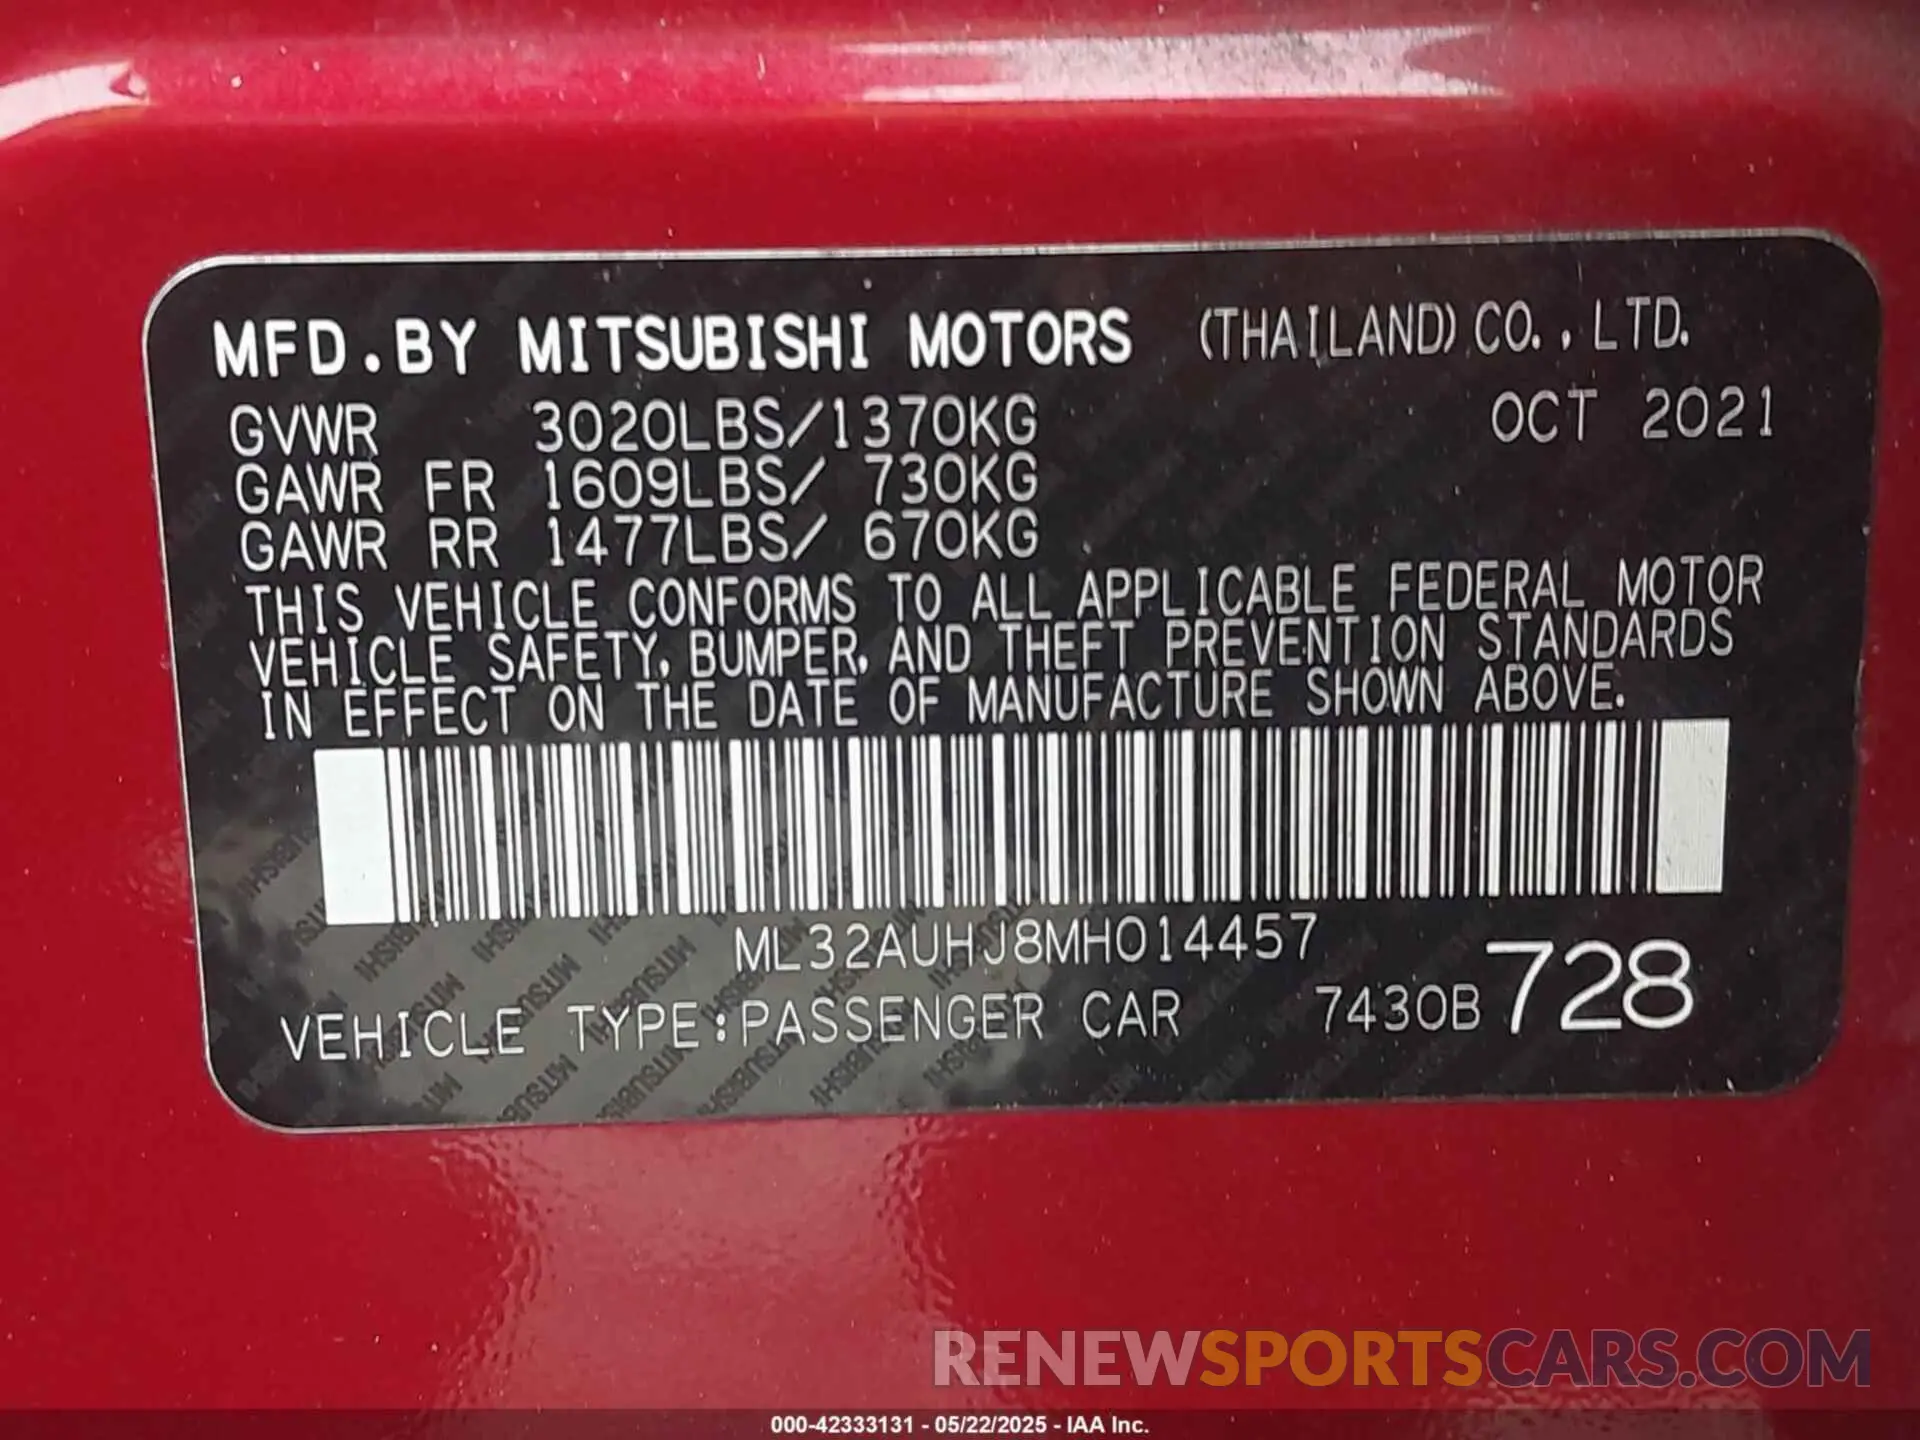 MFD.BY MITSUBISHI MOTORS (THAILAND) CO.,LTD.
GVWR 3020LBS/1370KG OCT 2021
GAWR FR 1609LBS/ 730KG
GAWR RR 1477LBS/ 670KG
THIS VEHICLE CONFORMS TO ALL APPLICABLE FEDERAL MOTOR
VEHICLE SAFETY, BUMPER, AND THEFT PREVENTION STANDARDS
IN EFFECT ON THE DATE OF MANUFACTURE SHOWN ABOVE.
ML32AUHJ8MH014457
VEHICLE TYPE:PASSENGER CAR 7430B 728
RENEWSPORTSCARS.COM
000-42333131 - 05/22/2025 - IAA Inc.